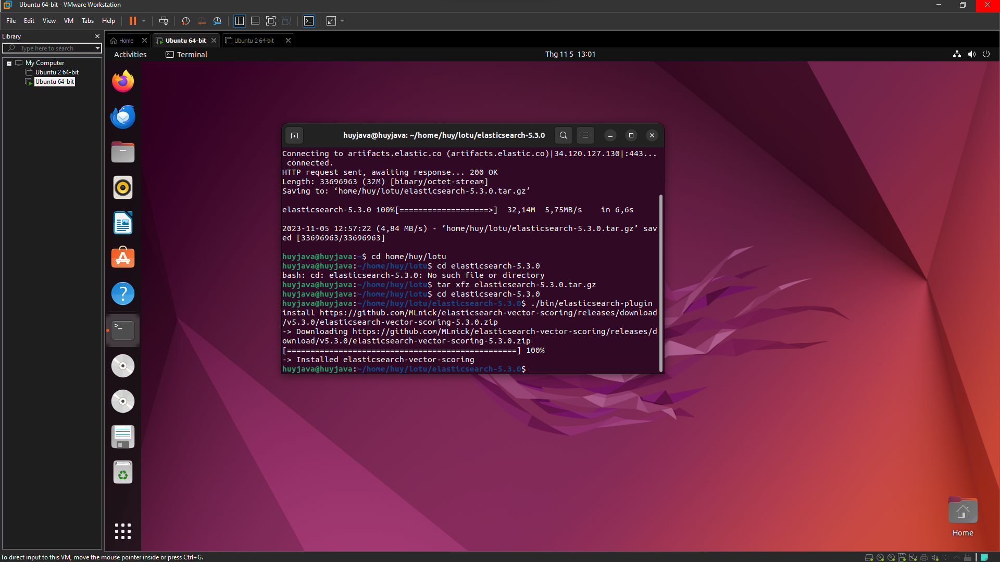 Ubuntu 64-bit - VMware Workstation
File Edit View VM Tabs Help
Library
Type here to search
My Computer
Ubuntu 2 64-bit
Ubuntu 64-bit
Home
Ubuntu 64-bit
Ubuntu 2 64-bit
Activities
Terminal
Thg 11 5 13:01
huyjava@huyjava: ~/home/huy/lotu/elasticsearch-5.3.0
Connecting to artifacts.elastic.co (artifacts.elastic.co)|34.120.127.130|:443...
connected.
HTTP request sent, awaiting response... 200 OK
Length: 33696963 (32M) [binary/octet-stream]
Saving to: ‘home/huy/lotu/elasticsearch-5.3.0.tar.gz’
elasticsearch-5.3.0 100%[===================>] 32,14M 5,75MB/s in 6,6s
2023-11-05 12:57:22 (4,84 MB/s) - ‘home/huy/lotu/elasticsearch-5.3.0.tar.gz’ sav
ed [33696963/33696963]
huyjava@huyjava:~$ cd home/huy/lotu
huyjava@huyjava:~/home/huy/lotu$ cd elasticsearch-5.3.0
bash: cd: elasticsearch-5.3.0: No such file or directory
huyjava@huyjava:~/home/huy/lotu$ tar xfz elasticsearch-5.3.0.tar.gz
huyjava@huyjava:~/home/huy/lotu$ cd elasticsearch-5.3.0
huyjava@huyjava:~/home/huy/lotu/elasticsearch-5.3.0$ ./bin/elasticsearch-plugin
install https://github.com/MLnick/elasticsearch-vector-scoring/releases/download
/v5.3.0/elasticsearch-vector-scoring-5.3.0.zip
-> Downloading https://github.com/MLnick/elasticsearch-vector-scoring/releases/d
ownload/v5.3.0/elasticsearch-vector-scoring-5.3.0.zip
[=================================================] 100%
-> Installed elasticsearch-vector-scoring
huyjava@huyjava:~/home/huy/lotu/elasticsearch-5.3.0$
Home
To direct input to this VM, move the mouse pointer inside or press Ctrl+G.